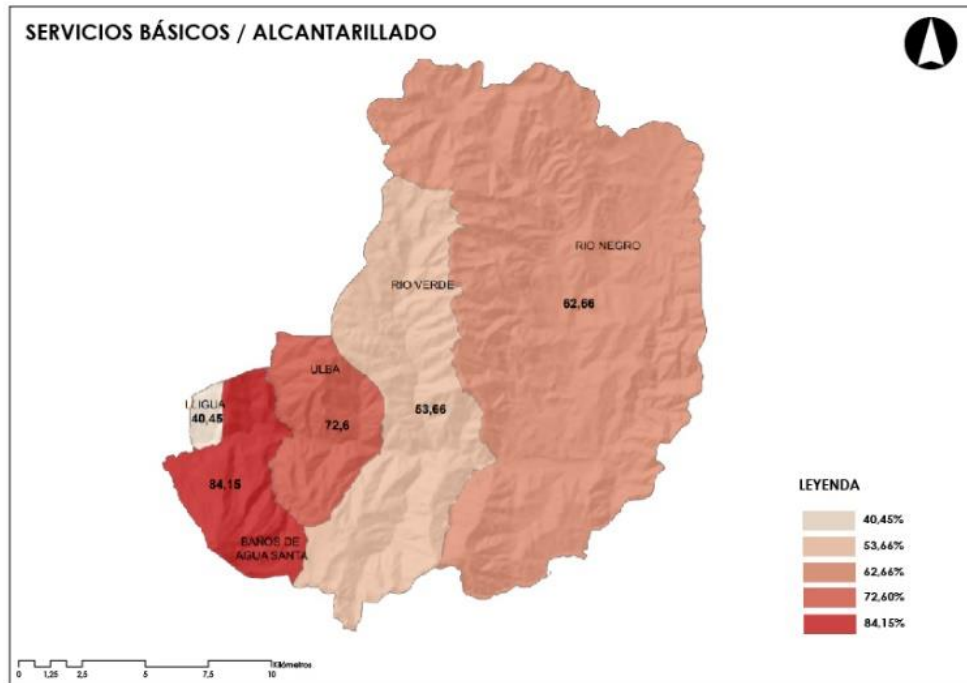 SERVICIOS BÁSICOS / ALCANTARILLADO
RIO NEGRO
62,66
RIO VERDE
53,66
ULBA
72,6
LLIGUA
40,45
84,15
BAÑOS DE
AGUA SANTA
LEYENDA
40,45%
53,66%
62,66%
72,60%
84,15%
Kilómetros
0 1,25 2,5 5 7,5 10